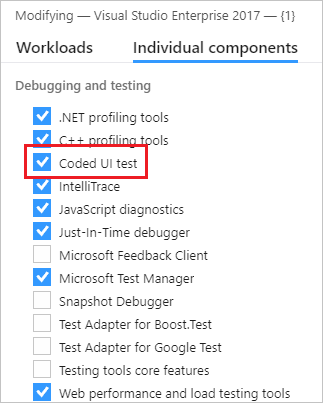 Modifying — Visual Studio Enterprise 2017 — {1}
Workloads Individual components
Debugging and testing
.NET profiling tools
C++ profiling tools
Coded UI test
IntelliTrace
JavaScript diagnostics
Just-In-Time debugger
Microsoft Feedback Client
Microsoft Test Manager
Snapshot Debugger
Test Adapter for Boost.Test
Test Adapter for Google Test
Testing tools core features
Web performance and load testing tools